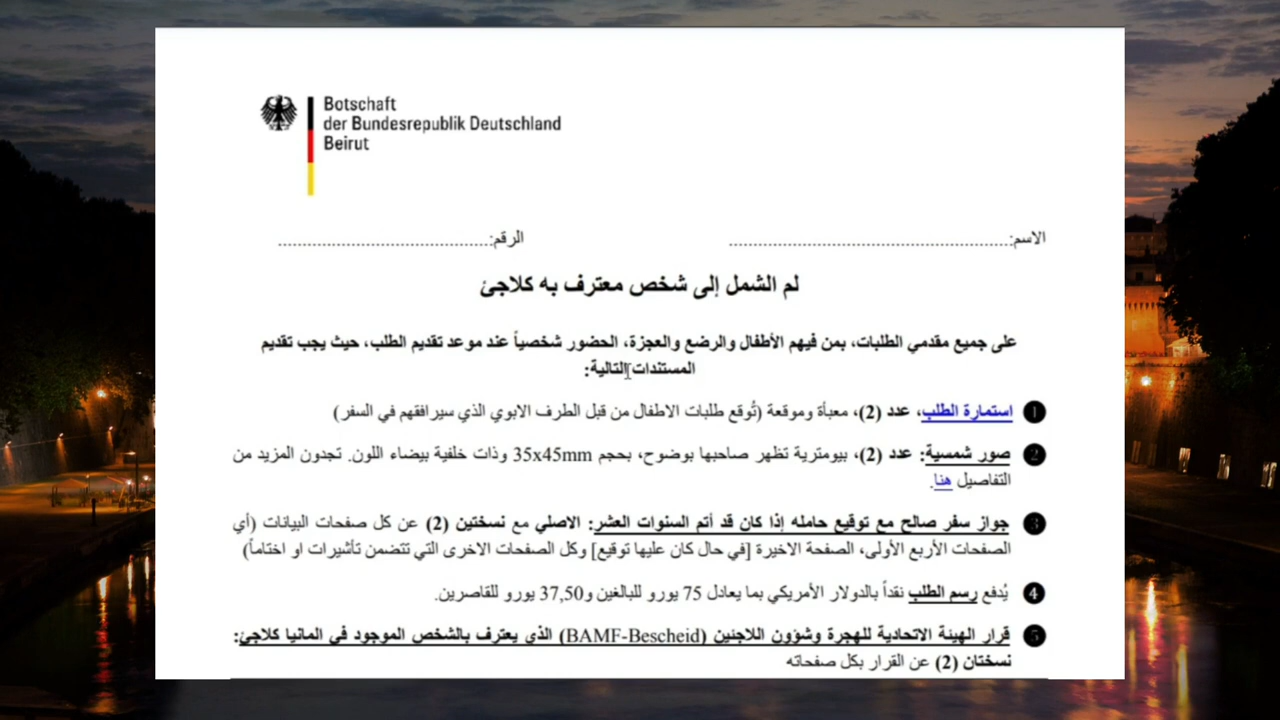 Botschaft
der Bundesrepublik Deutschland
Beirut
الاسم:............................................................ الرقم:.............................................
لم الشمل إلى شخص معترف به كلاجئ
على جميع مقدمي الطلبات، بمن فيهم الأطفال والرضع والعجزة، الحضور شخصياً عند موعد تقديم الطلب، حيث يجب تقديم
المستندات التالية:
❶ استمارة الطلب، عدد (2)، معبأة وموقعة (تُوقع طلبات الاطفال من قبل الطرف الابوي الذي سيرافقهم في السفر)
❷ صور شمسية: عدد (2)، بيومترية تظهر صاحبها بوضوح، بحجم 35x45mm وذات خلفية بيضاء اللون. تجدون المزيد من
التفاصيل هنا.
❸ جواز سفر صالح مع توقيع حامله إذا كان قد أتم السنوات العشر: الاصلي مع نسختين (2) عن كل صفحات البيانات (أي
الصفحات الأربع الأولى، الصفحة الاخيرة [في حال كان عليها توقيع] وكل الصفحات الاخرى التي تتضمن تأشيرات او اختاماً)
❹ يُدفع رسم الطلب نقداً بالدولار الأمريكي بما يعادل 75 يورو للبالغين و37,50 يورو للقاصرين.
❺ قرار الهيئة الاتحادية للهجرة وشؤون اللاجئين (BAMF-Bescheid) الذي يعترف بالشخص الموجود في المانيا كلاجئ:
نسختان (2) عن القرار بكل صفحاته